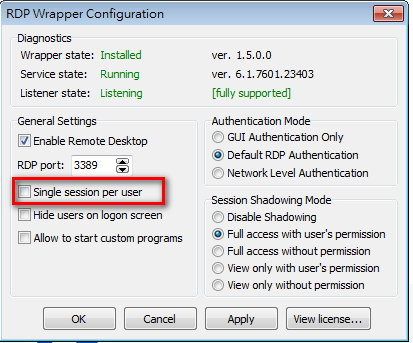 RDP Wrapper Configuration
Diagnostics
Wrapper state: Installed ver. 1.5.0.0
Service state: Running ver. 6.1.7601.23403
Listener state: Listening [fully supported]
General Settings
Enable Remote Desktop
RDP port: 3389
Single session per user
Hide users on logon screen
Allow to start custom programs
Authentication Mode
GUI Authentication Only
Default RDP Authentication
Network Level Authentication
Session Shadowing Mode
Disable Shadowing
Full access with user's permission
Full access without permission
View only with user's permission
View only without permission
OK Cancel Apply View license...